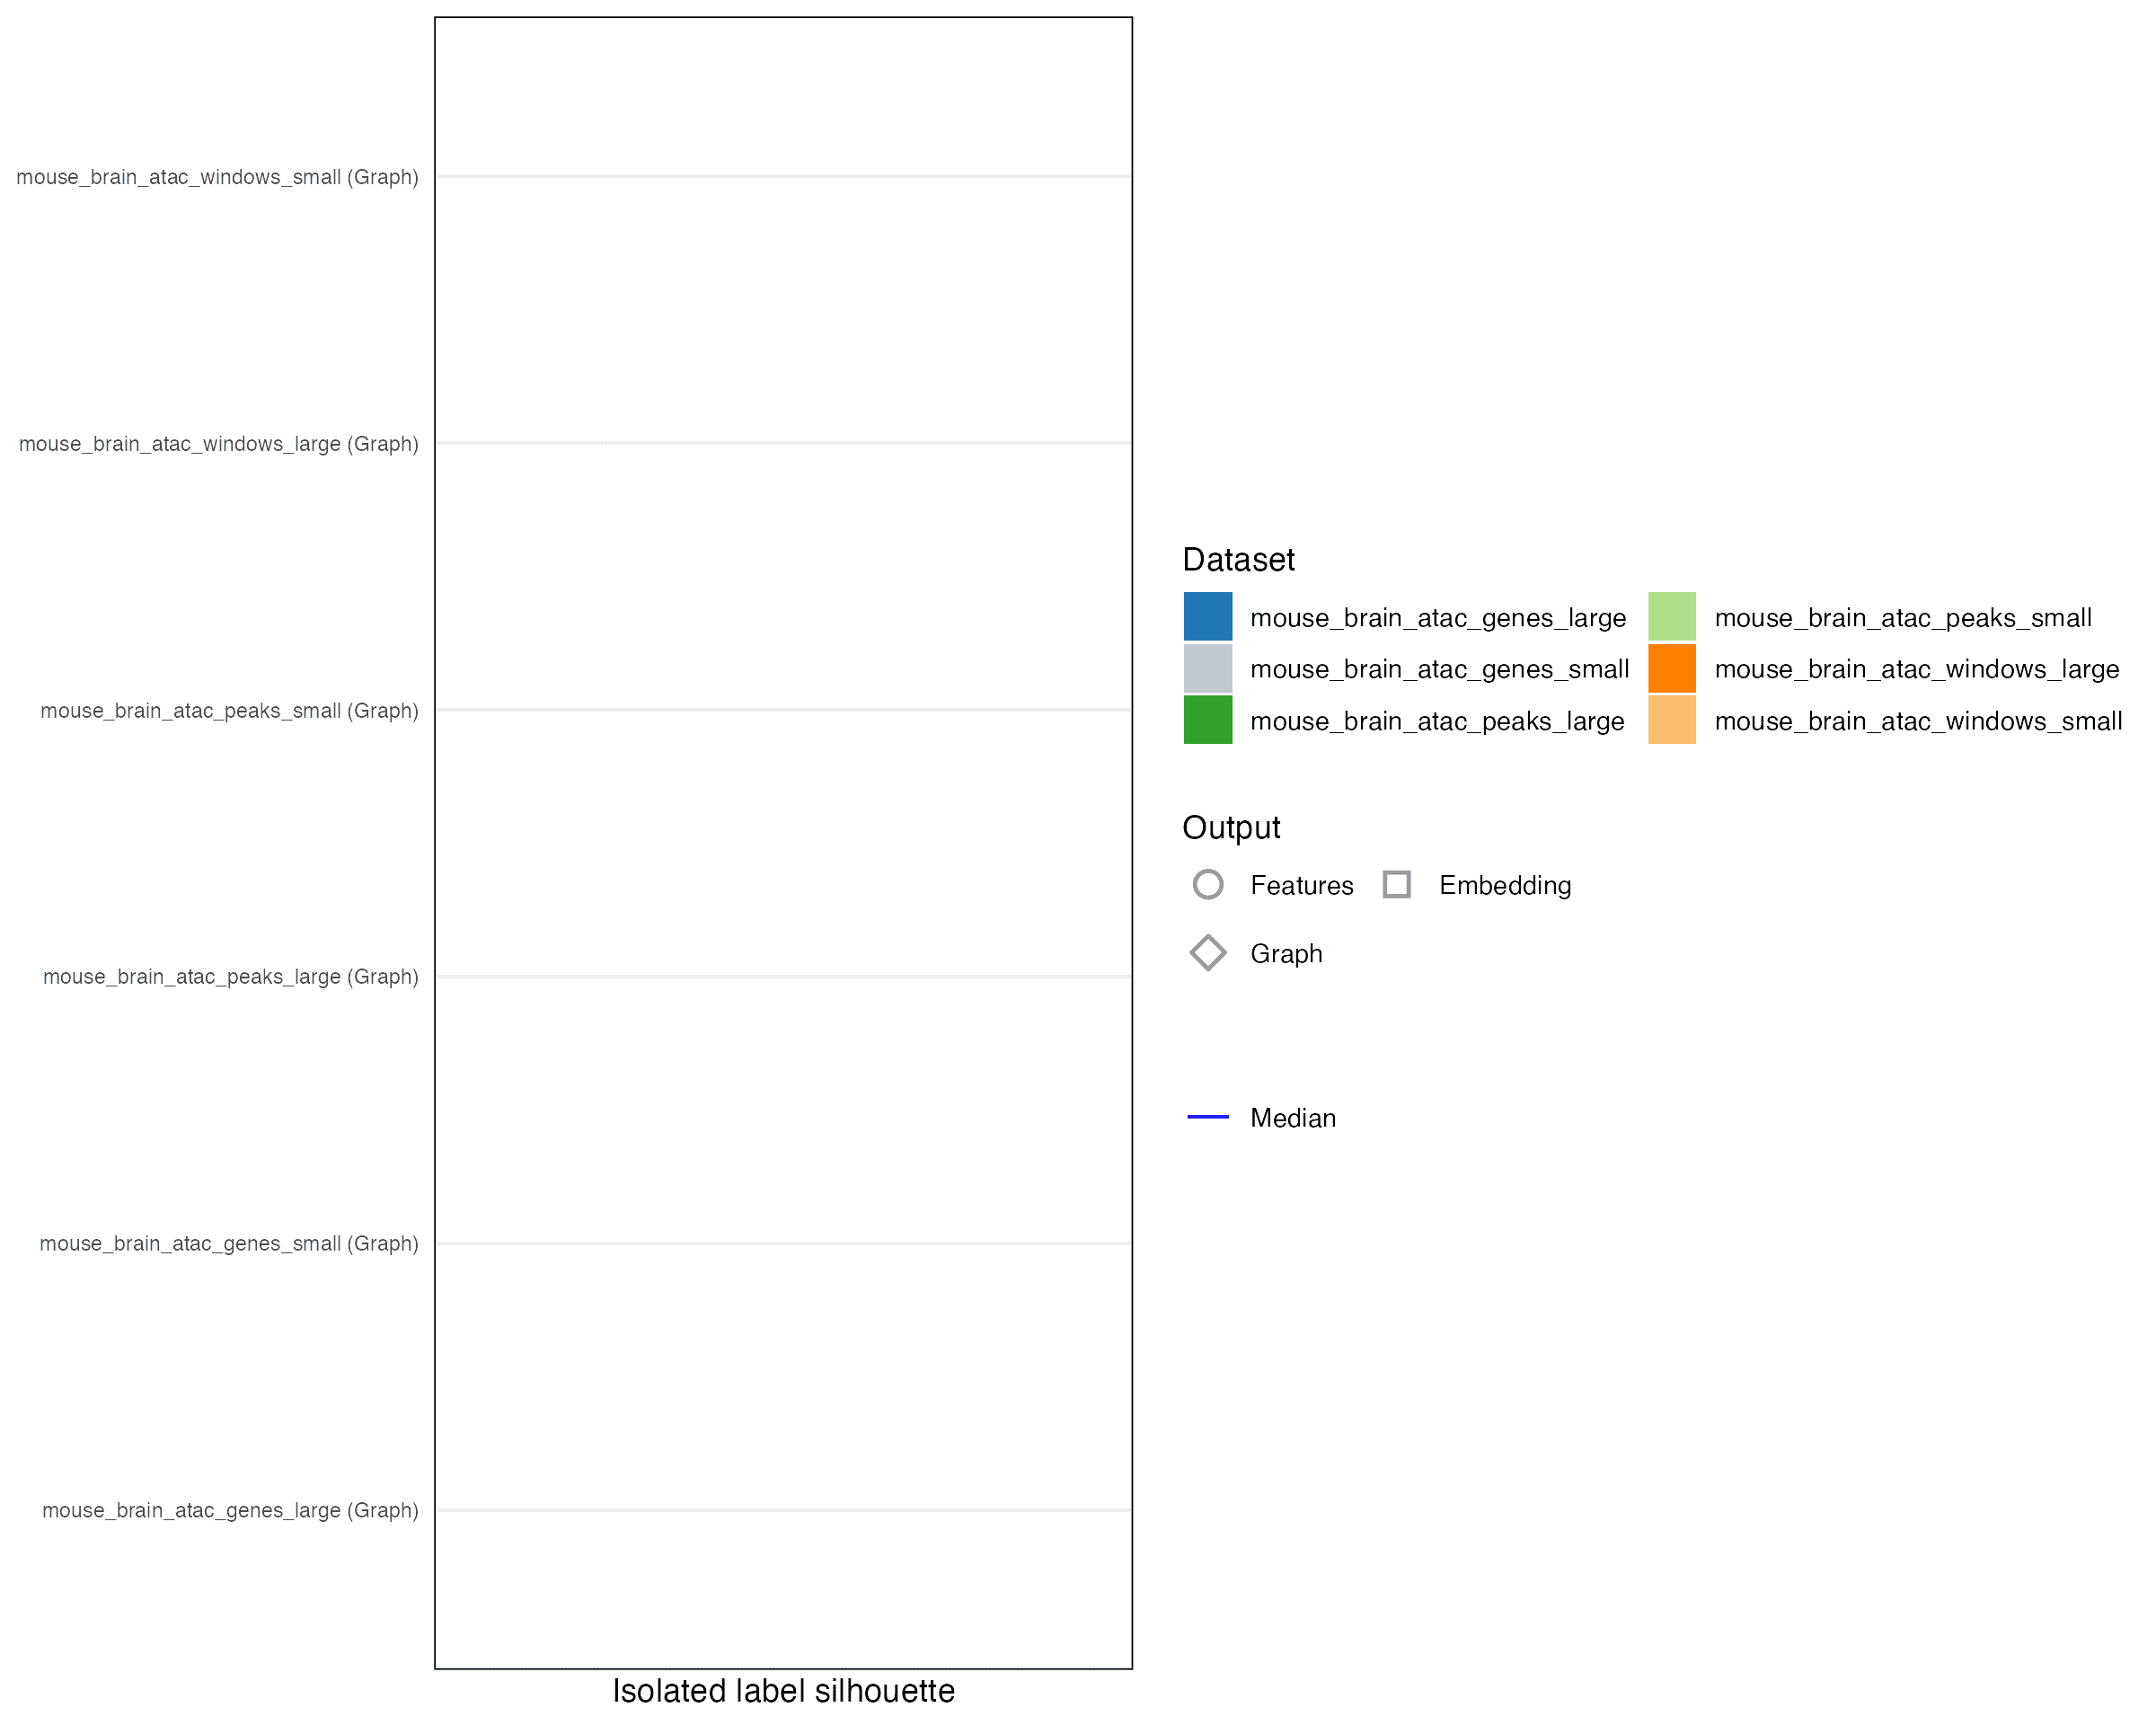 mouse_brain_atac_windows_small (Graph)
mouse_brain_atac_windows_large (Graph)
mouse_brain_atac_peaks_small (Graph)
mouse_brain_atac_peaks_large (Graph)
mouse_brain_atac_genes_small (Graph)
mouse_brain_atac_genes_large (Graph)
Isolated label silhouette
Dataset
mouse_brain_atac_genes_large
mouse_brain_atac_genes_small
mouse_brain_atac_peaks_large
mouse_brain_atac_peaks_small
mouse_brain_atac_windows_large
mouse_brain_atac_windows_small
Output
Features
Embedding
Graph
Median